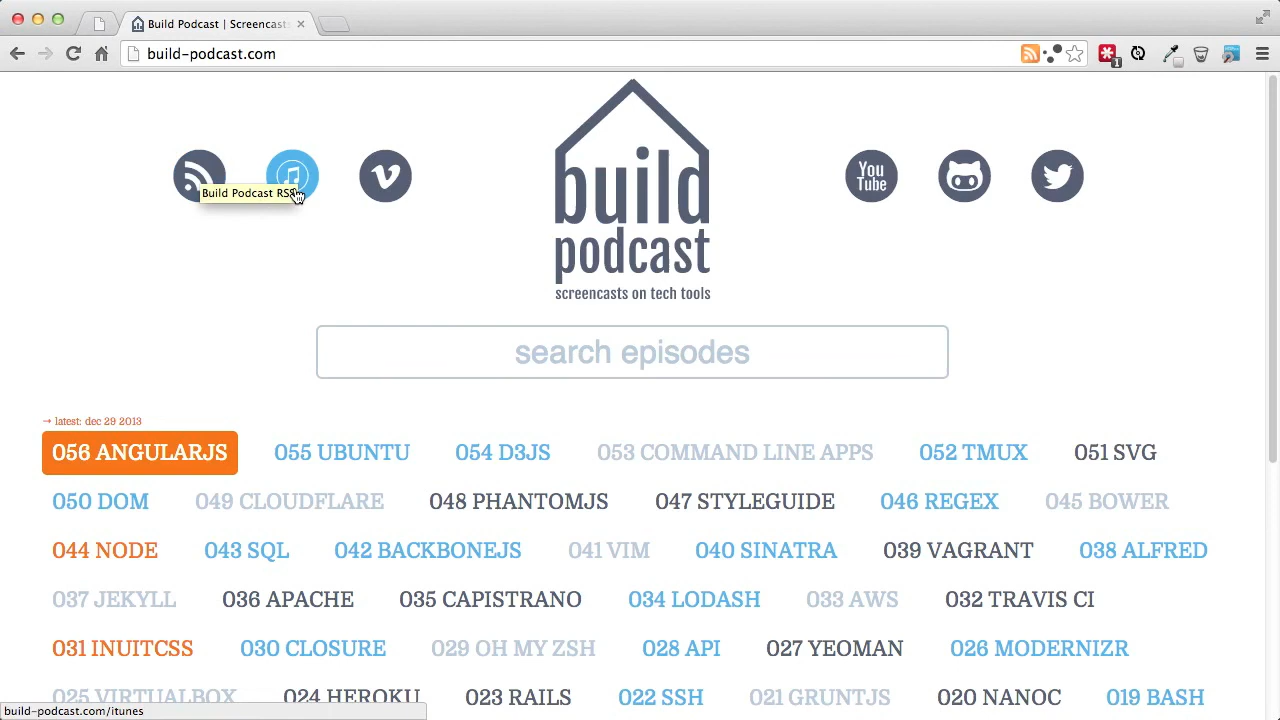 Build Podcast | Screencasts
build-podcast.com
1
You
Tube
Build Podcast RSS
build
podcast
screencasts on tech tools
search episodes
→ latest: dec 29 2013
056 ANGULARJS 055 UBUNTU 054 D3JS 053 COMMAND LINE APPS 052 TMUX 051 SVG
050 DOM 049 CLOUDFLARE 048 PHANTOMJS 047 STYLEGUIDE 046 REGEX 045 BOWER
044 NODE 043 SQL 042 BACKBONEJS 041 VIM 040 SINATRA 039 VAGRANT 038 ALFRED
037 JEKYLL 036 APACHE 035 CAPISTRANO 034 LODASH 033 AWS 032 TRAVIS CI
031 INUITCSS 030 CLOSURE 029 OH MY ZSH 028 API 027 YEOMAN 026 MODERNIZR
025 VIRTUALBOX 024 HEROKU 023 RAILS 022 SSH 021 GRUNTJS 020 NANOC 019 BASH
build-podcast.com/itunes